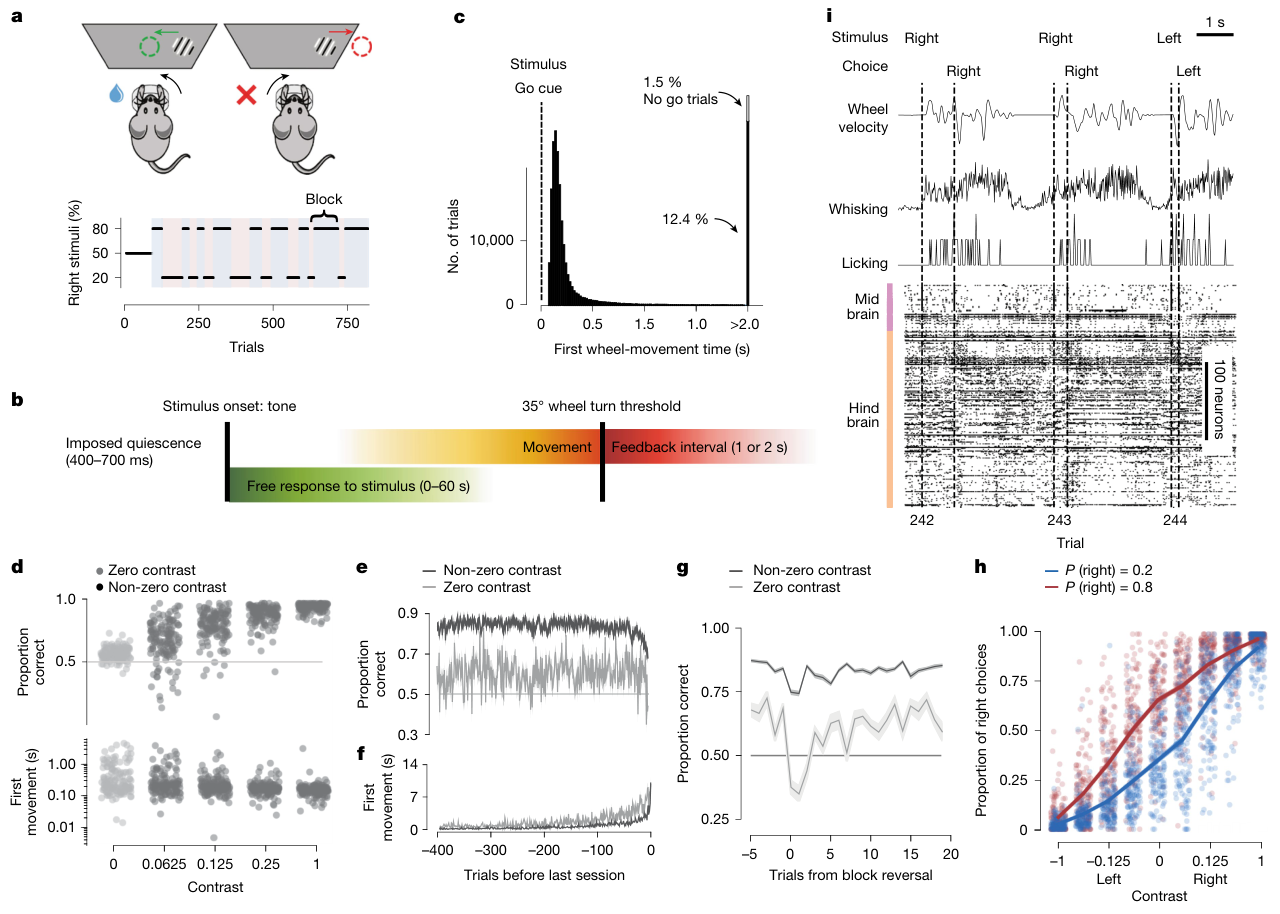 a
Block
Right stimuli (%)
80
50
20
0
250
500
750
Trials
c
Stimulus
Go cue
1.5 %
No go trials
12.4 %
No. of trials
10,000
0
0
0.5
1.5
1.0
>2.0
First wheel-movement time (s)
b
Stimulus onset: tone
35° wheel turn threshold
Imposed quiescence
(400–700 ms)
Movement
Feedback interval (1 or 2 s)
Free response to stimulus (0–60 s)
i
1 s
Stimulus
Right
Right
Left
Choice
Right
Right
Left
Wheel
velocity
Whisking
Licking
Mid
brain
Hind
brain
100 neurons
242
243
244
Trial
d
Zero contrast
Non-zero contrast
Proportion
correct
1.0
0.5
First
movement (s)
1.00
0.10
0.01
0
0.0625
0.125
0.25
1
Contrast
e
Non-zero contrast
Zero contrast
Proportion
correct
0.9
0.7
0.5
0.3
f
First
movement (s)
14
7
0
−400
−300
−200
−100
0
Trials before last session
g
Non-zero contrast
Zero contrast
Proportion correct
1.00
0.75
0.50
0.25
−5
0
5
10
15
20
Trials from block reversal
h
P (right) = 0.2
P (right) = 0.8
Proportion of right choices
1.00
0.75
0.50
0.25
0
−1
−0.125
0
0.125
1
Left
Right
Contrast